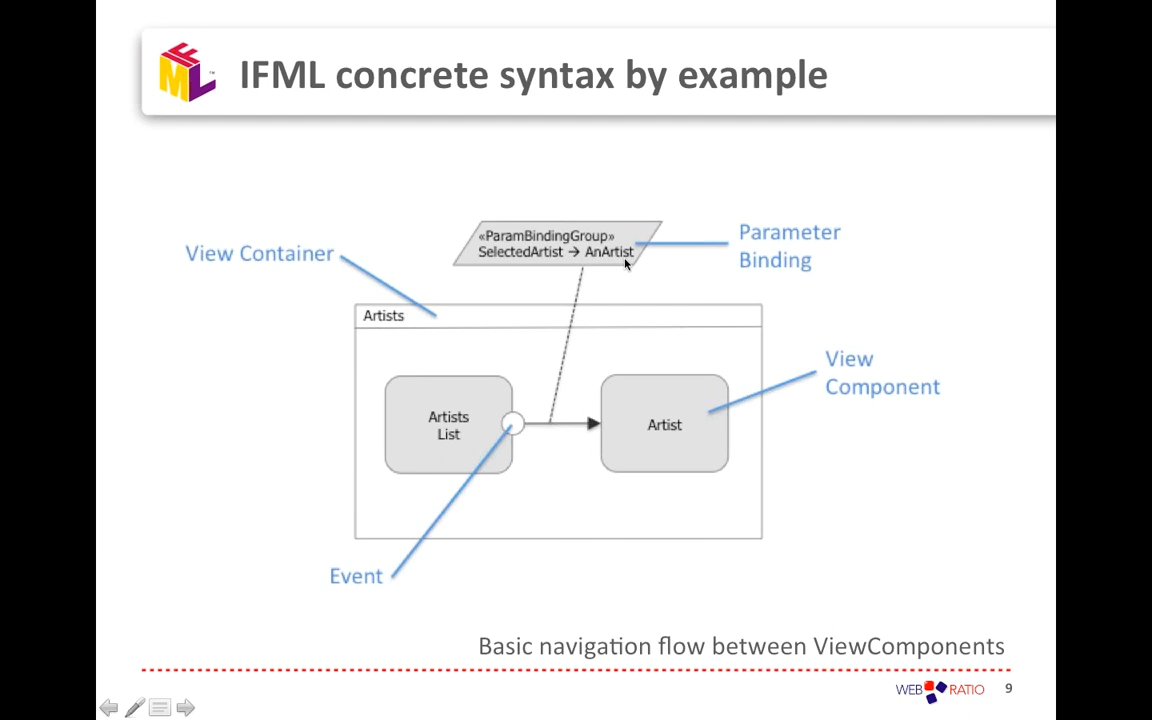 IFML concrete syntax by example
«ParamBindingGroup»
SelectedArtist → AnArtist
Parameter
Binding
View Container
Artists
View
Component
Artists
List
Artist
Event
Basic navigation flow between ViewComponents
WEB RATIO
9